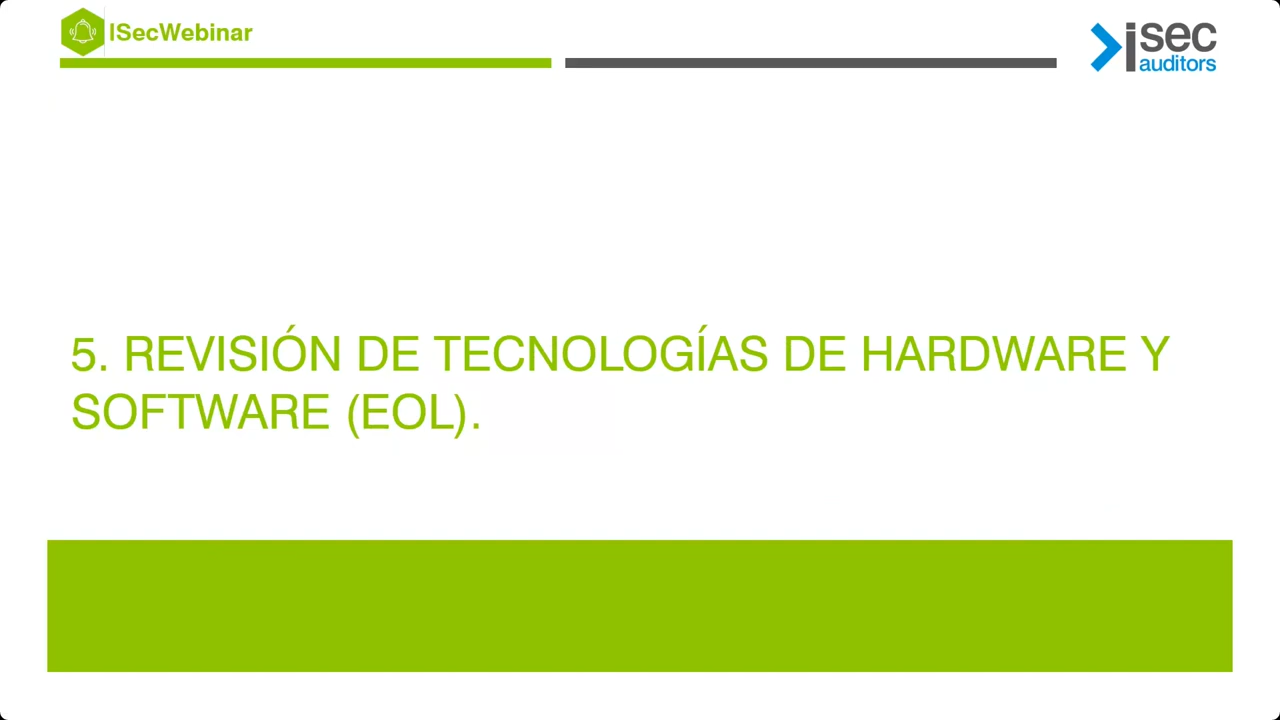 ISecWebinar
isec
auditors
5. REVISIÓN DE TECNOLOGÍAS DE HARDWARE Y
SOFTWARE (EOL).